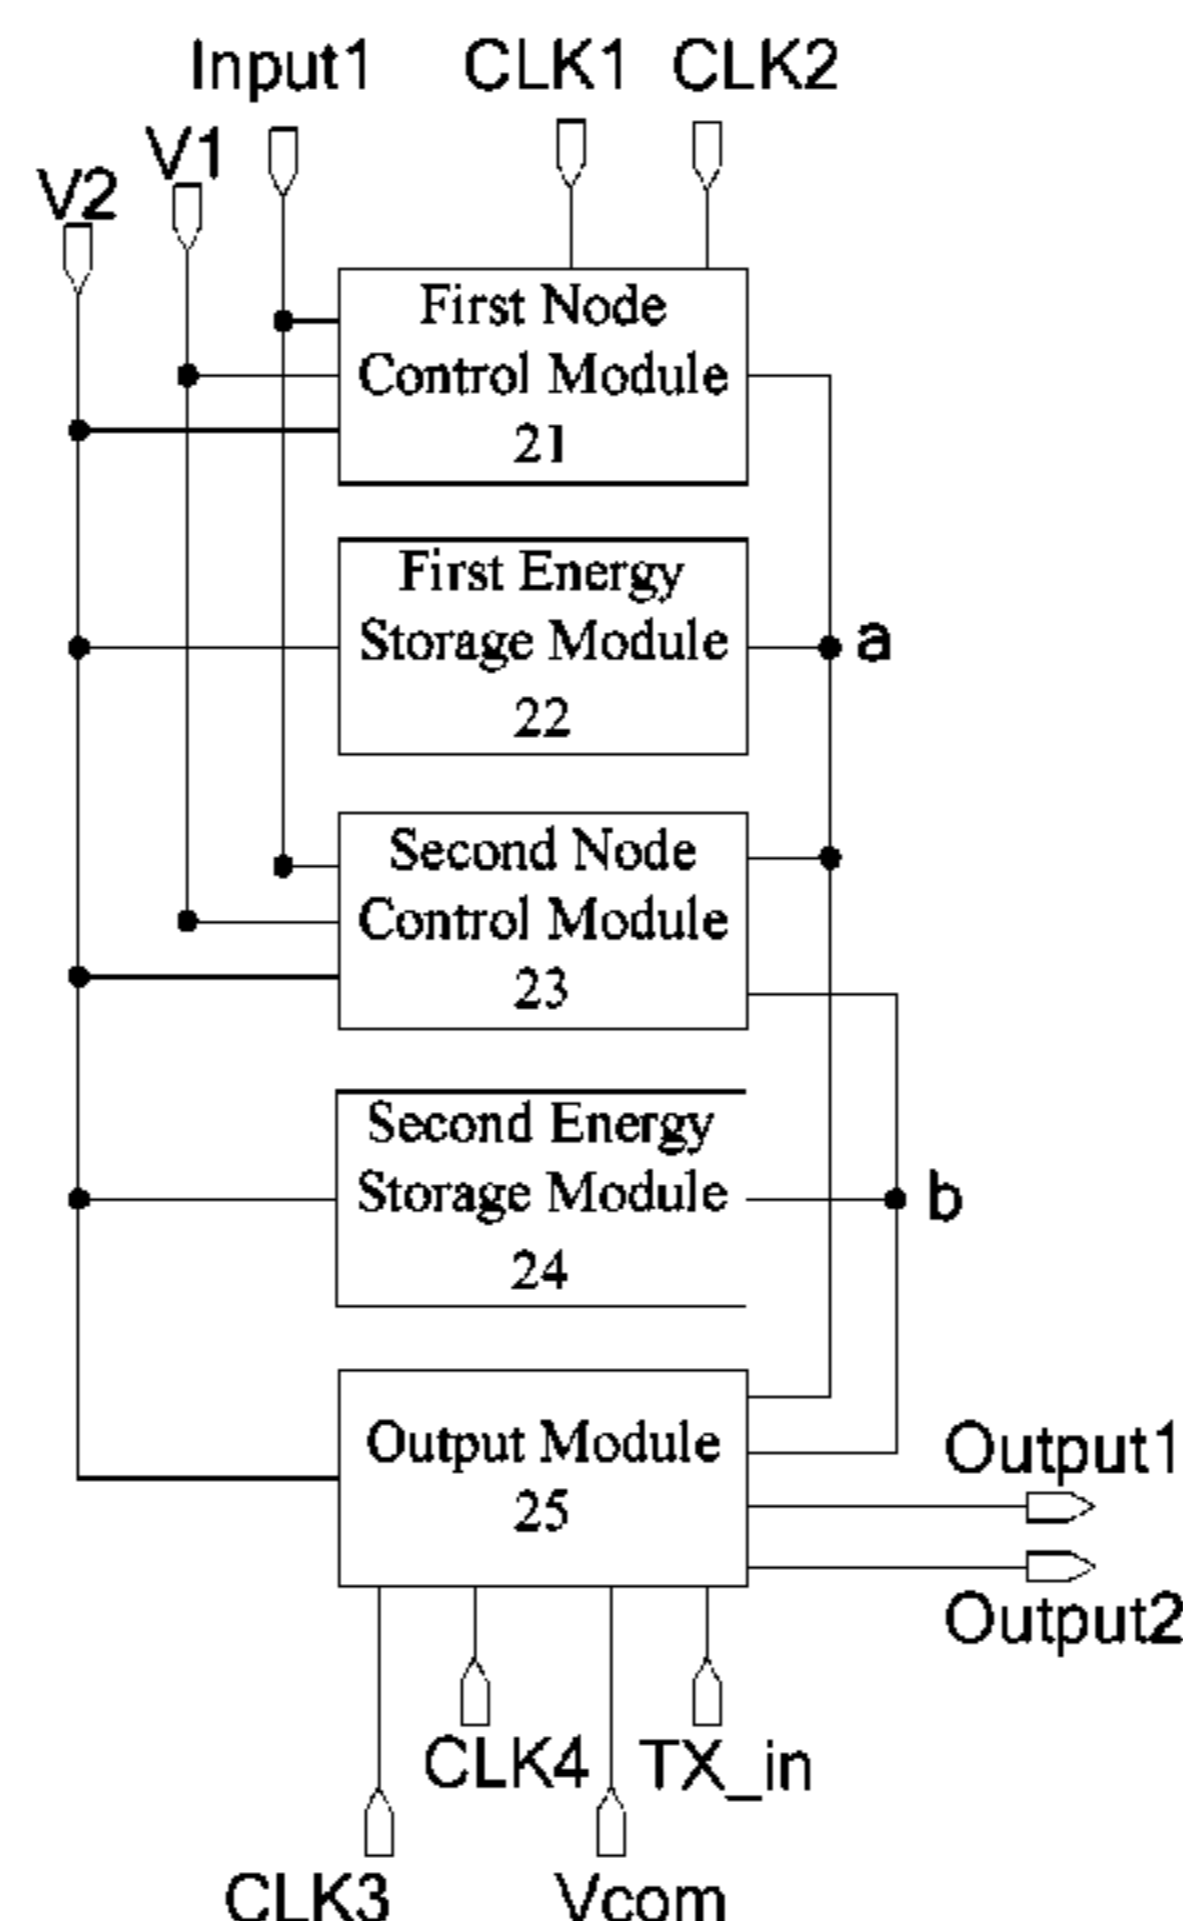 Input1
CLK1
CLK2
V1
V2
First Node
Control Module
21
First Energy
Storage Module
22
a
Second Node
Control Module
23
Second Energy
Storage Module
24
b
Output Module
25
Output1
Output2
CLK4
TX_in
CLK3
Vcom